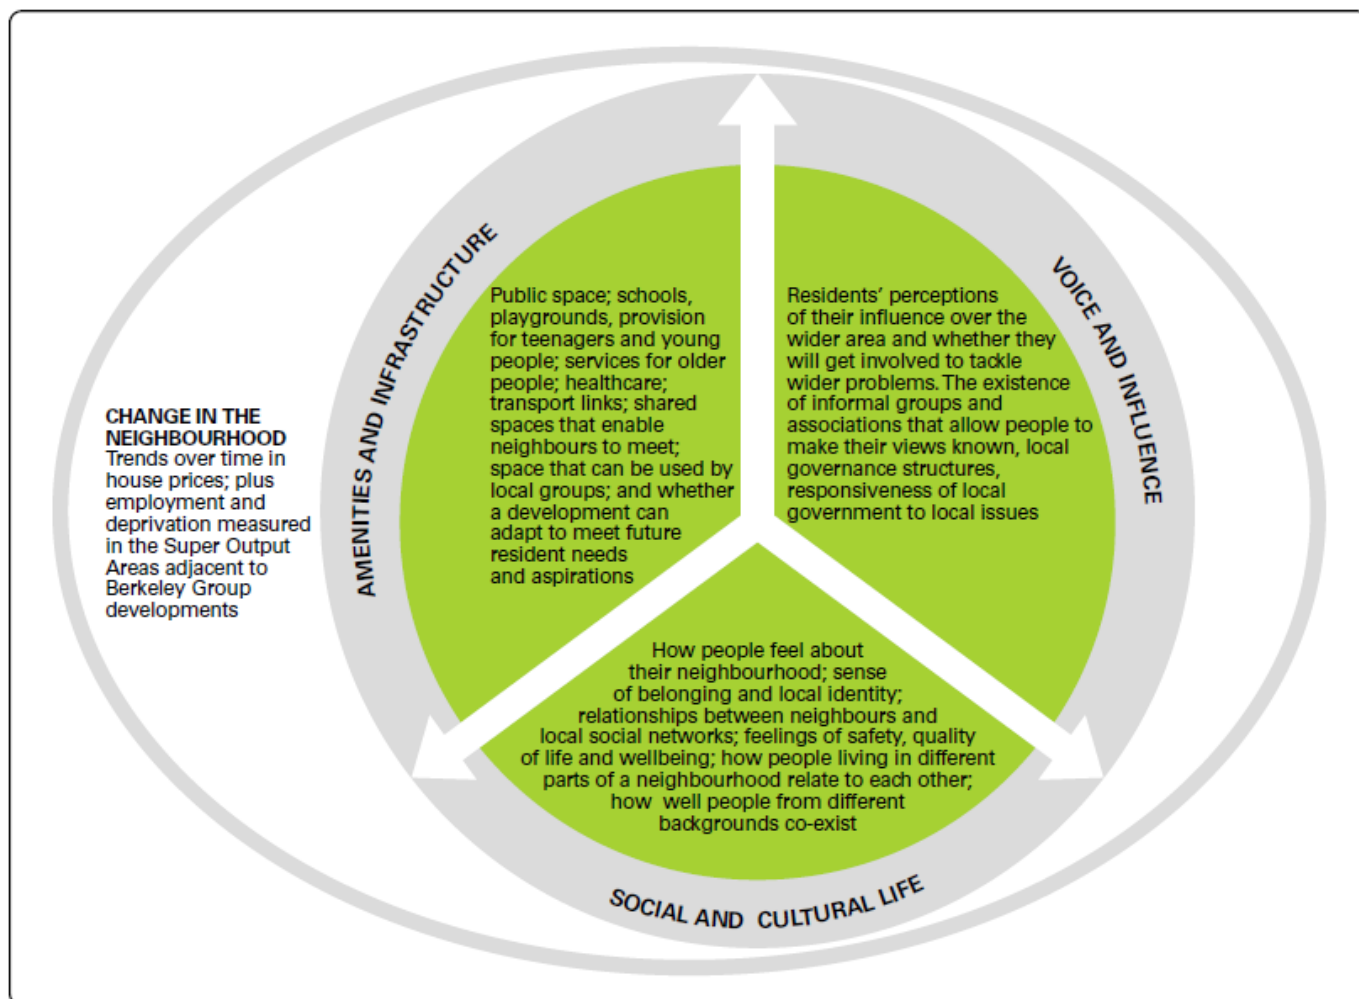 CHANGE IN THE
NEIGHBOURHOOD
Trends over time in
house prices; plus
employment and
deprivation measured
in the Super Output
Areas adjacent to
Berkeley Group
developments
AMENITIES AND INFRASTRUCTURE
Public space; schools,
playgrounds, provision
for teenagers and young
people; services for older
people; healthcare;
transport links; shared
spaces that enable
neighbours to meet;
space that can be used by
local groups; and whether
a development can
adapt to meet future
resident needs
and aspirations
VOICE AND INFLUENCE
Residents' perceptions
of their influence over the
wider area and whether they
will get involved to tackle
wider problems. The existence
of informal groups and
associations that allow people to
make their views known, local
governance structures,
responsiveness of local
government to local issues
How people feel about
their neighbourhood; sense
of belonging and local identity;
relationships between neighbours and
local social networks; feelings of safety, quality
of life and wellbeing; how people living in different
parts of a neighbourhood relate to each other;
how well people from different
backgrounds co-exist
SOCIAL AND CULTURAL LIFE